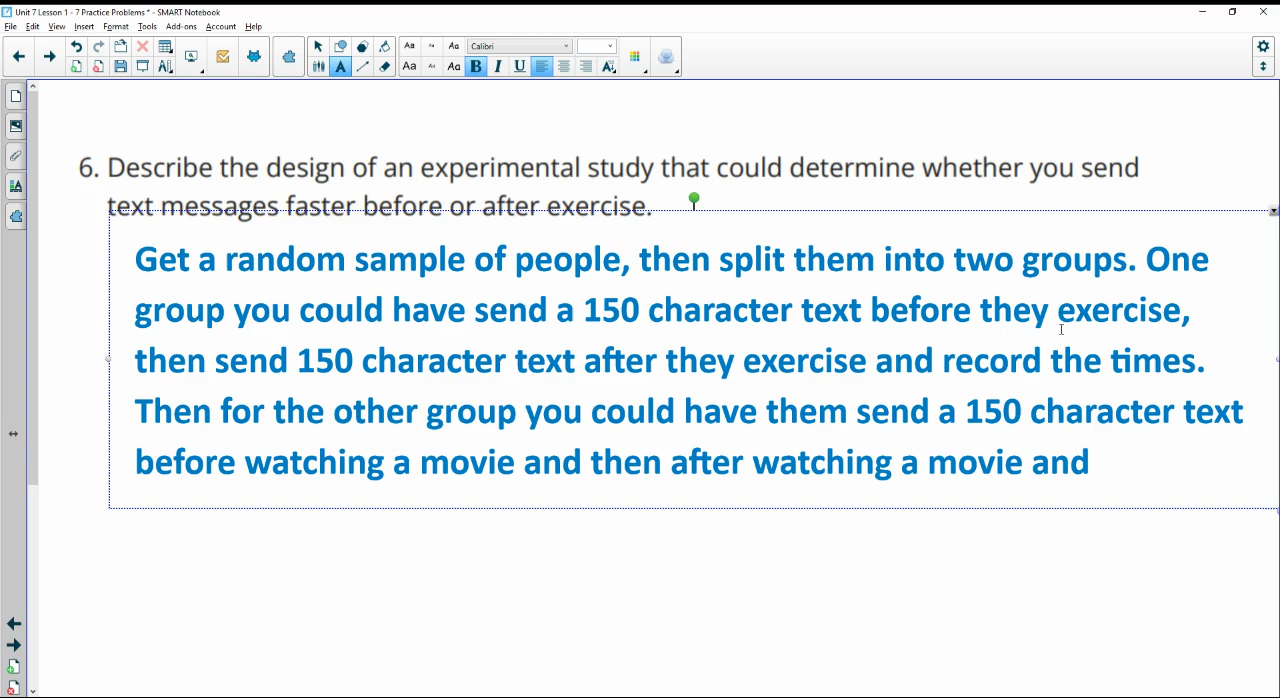 Unit 7 Lesson 1 - 7 Practice Problems * - SMART Notebook
File Edit View Insert Format Tools Add-ons Account Help
Calibri
6. Describe the design of an experimental study that could determine whether you send
text messages faster before or after exercise.
Get a random sample of people, then split them into two groups. One
group you could have send a 150 character text before they exercise,
then send 150 character text after they exercise and record the times.
Then for the other group you could have them send a 150 character text
before watching a movie and then after watching a movie and